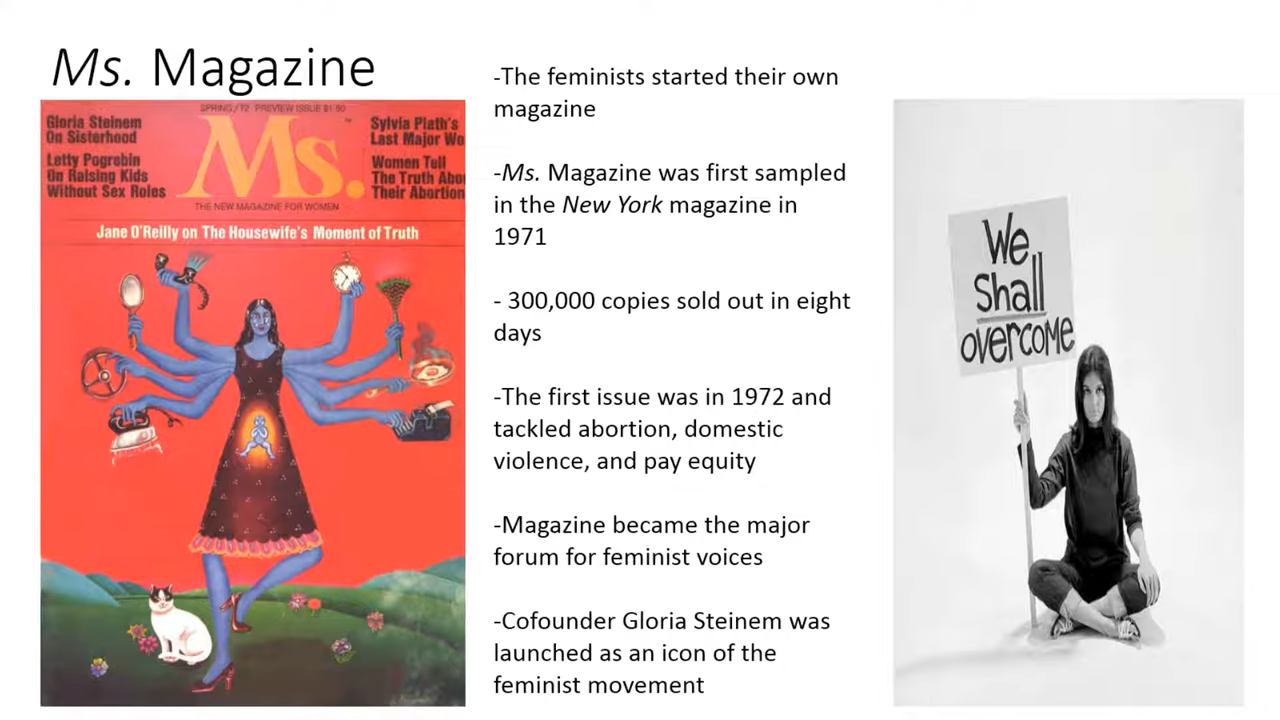 Ms. Magazine
SPRING/72 PREVIEW ISSUE $1.50
Gloria Steinem
On Sisterhood
Letty Pogrebin
On Raising Kids
Without Sex Roles
Ms.
TM
Sylvia Plath's
Last Major Wo
Women Tell
The Truth Abo
Their Abortion
THE NEW MAGAZINE FOR WOMEN
Jane O'Reilly on The Housewife's Moment of Truth
-The feminists started their own
magazine
-Ms. Magazine was first sampled
in the New York magazine in
1971
- 300,000 copies sold out in eight
days
-The first issue was in 1972 and
tackled abortion, domestic
violence, and pay equity
-Magazine became the major
forum for feminist voices
-Cofounder Gloria Steinem was
launched as an icon of the
feminist movement
We
Shall
overcome